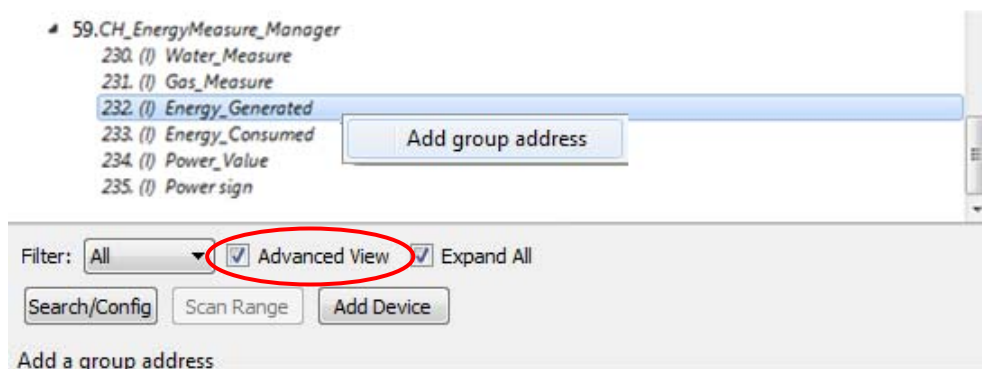 59.CH_EnergyMeasure_Manager
230. (I) Water_Measure
231. (I) Gas_Measure
232. (I) Energy_Generated
233. (I) Energy_Consumed
Add group address
234. (I) Power_Value
235. (I) Power sign
Filter: All Advanced View Expand All
Search/Config Scan Range Add Device
Add a group address